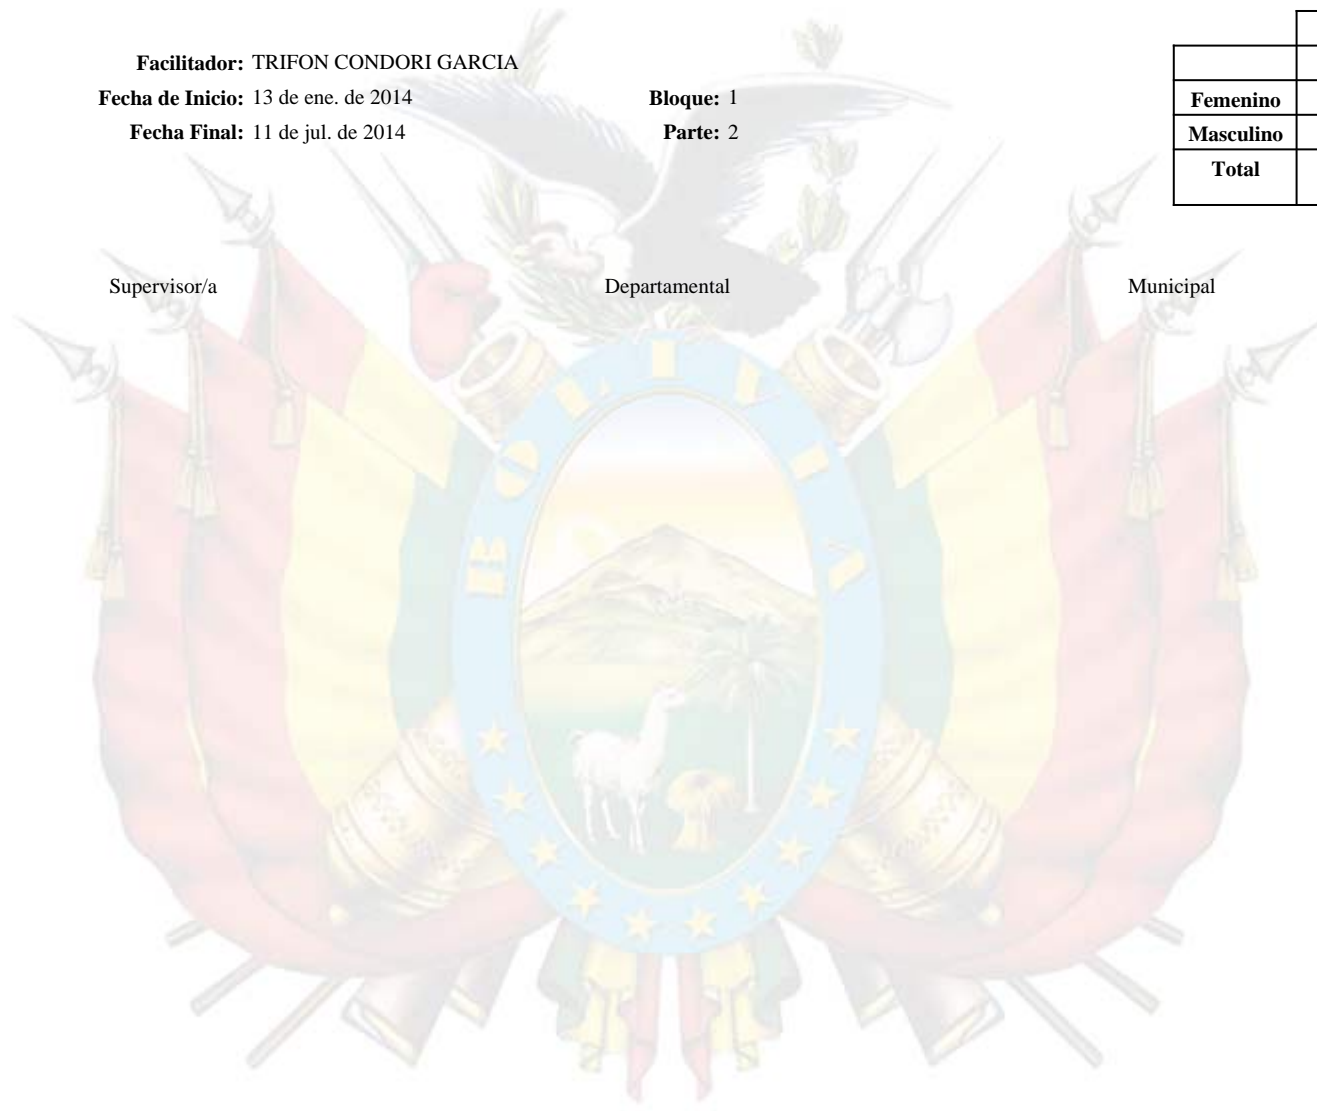 Facilitador: TRIFON CONDORI GARCIA
Fecha de Inicio: 13 de ene. de 2014 Bloque: 1
Fecha Final: 11 de jul. de 2014 Parte: 2
Femenino
Masculino
Total
Supervisor/a Departamental Municipal
BOLIVIA